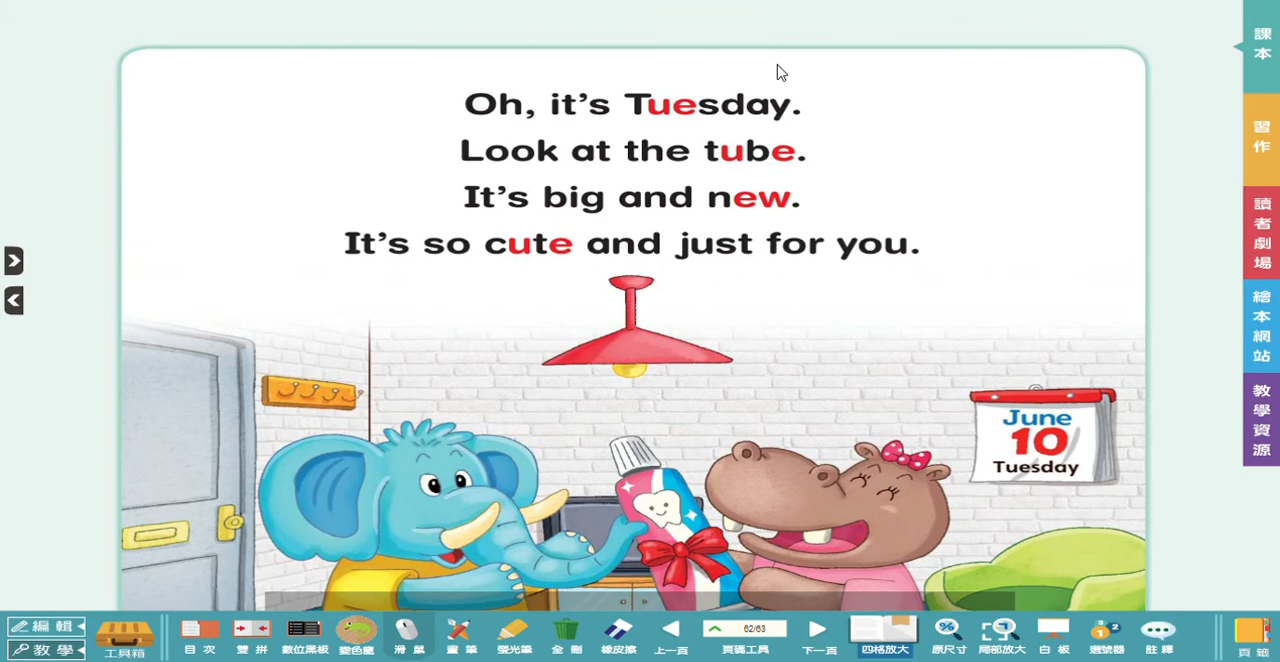 Oh, it's Tuesday.
Look at the tube.
It's big and new.
It's so cute and just for you.
June
10
Tuesday
課本
習作
讀者劇場
繪本網站
教學資源
編輯
教學
工具箱
目次
雙拼
數位黑板
變色龍
滑鼠
畫筆
螢光筆
全刪
橡皮擦
上一頁
62/63
頁碼工具
下一頁
四格放大
%
原尺寸
局部放大
白板
1 2 3
選號器
註釋
頁籤